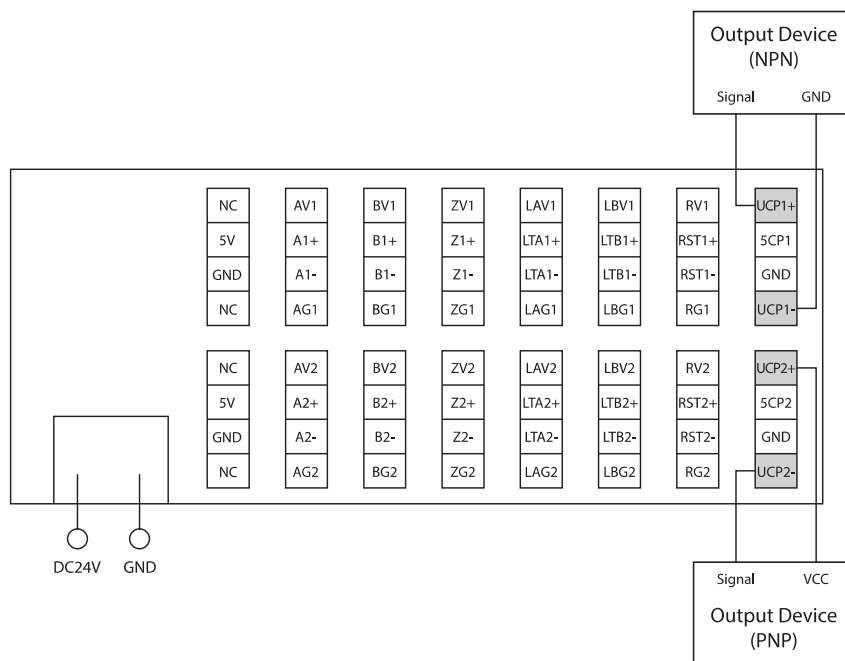 Output Device
(NPN)
Signal GND
NC AV1 BV1 ZV1 LAV1 LBV1 RV1 UCP1+
5V A1+ B1+ Z1+ LTA1+ LTB1+ RST1+ 5CP1
GND A1- B1- Z1- LTA1- LTB1- RST1- GND
NC AG1 BG1 ZG1 LAG1 LBG1 RG1 UCP1-
NC AV2 BV2 ZV2 LAV2 LBV2 RV2 UCP2+
5V A2+ B2+ Z2+ LTA2+ LTB2+ RST2+ 5CP2
GND A2- B2- Z2- LTA2- LTB2- RST2- GND
NC AG2 BG2 ZG2 LAG2 LBG2 RG2 UCP2-
DC24V GND
Signal VCC
Output Device
(PNP)